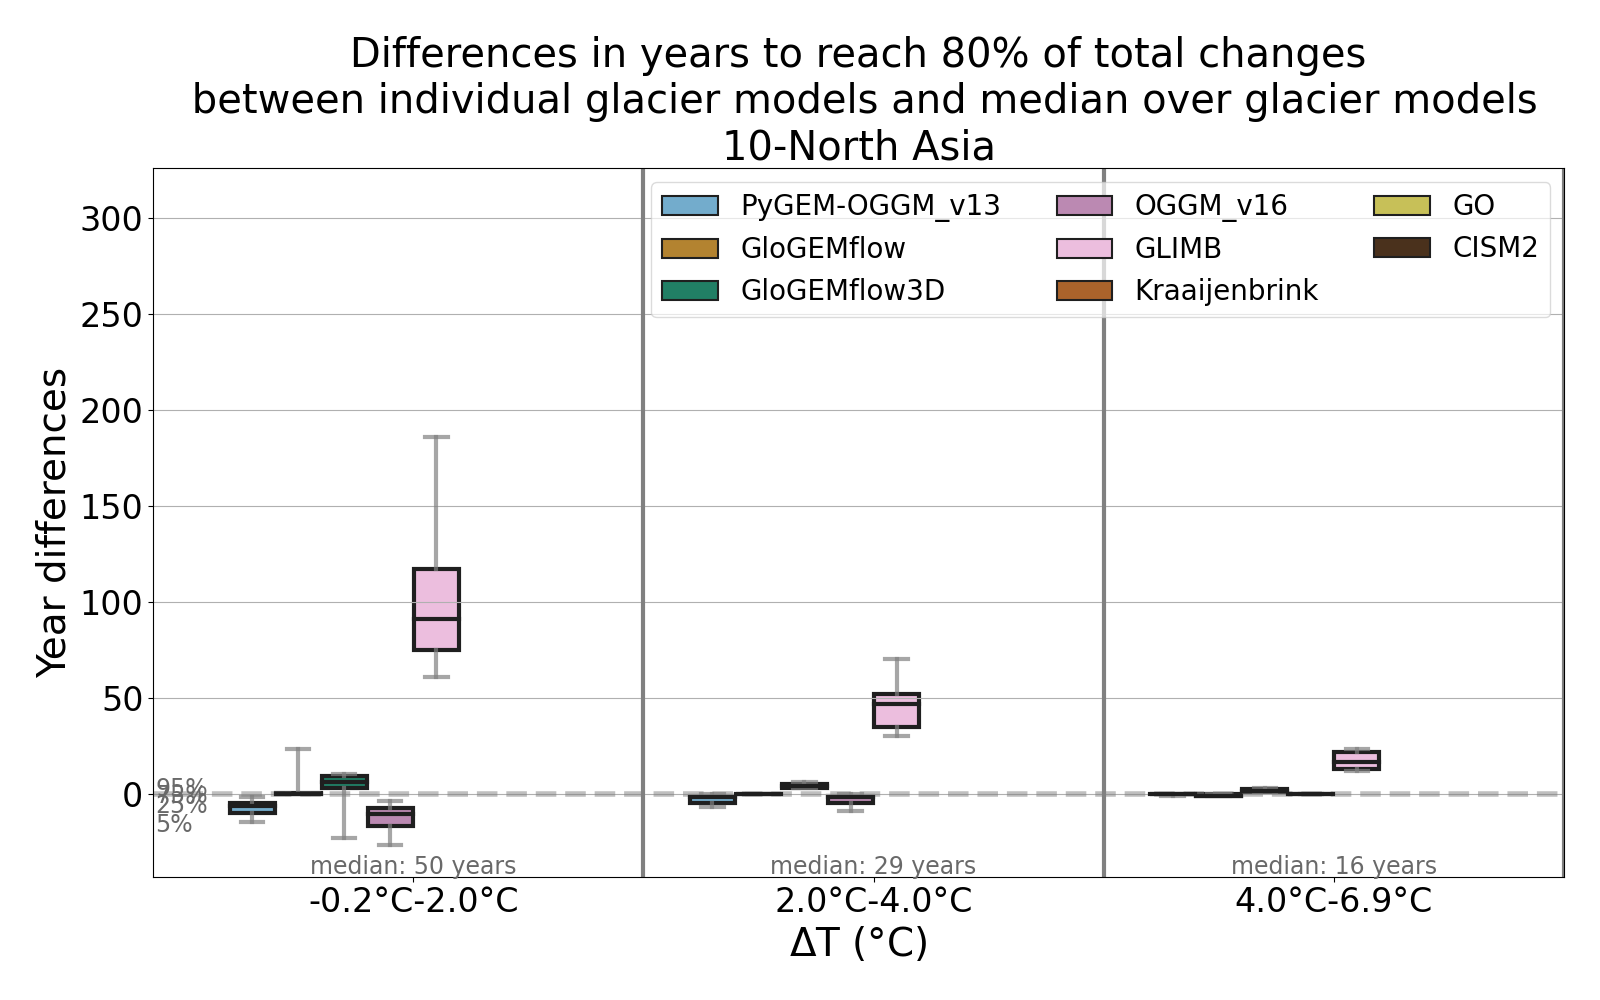 Differences in years to reach 80% of total changes
between individual glacier models and median over glacier models
10-North Asia
PyGEM-OGGM_v13
GloGEMflow
GloGEMflow3D
OGGM_v16
GLIMB
Kraaijenbrink
GO
CISM2
Year differences
300
250
200
150
100
50
0
95%
75%
25%
5%
median: 50 years
median: 29 years
median: 16 years
-0.2°C-2.0°C
2.0°C-4.0°C
4.0°C-6.9°C
ΔT (°C)